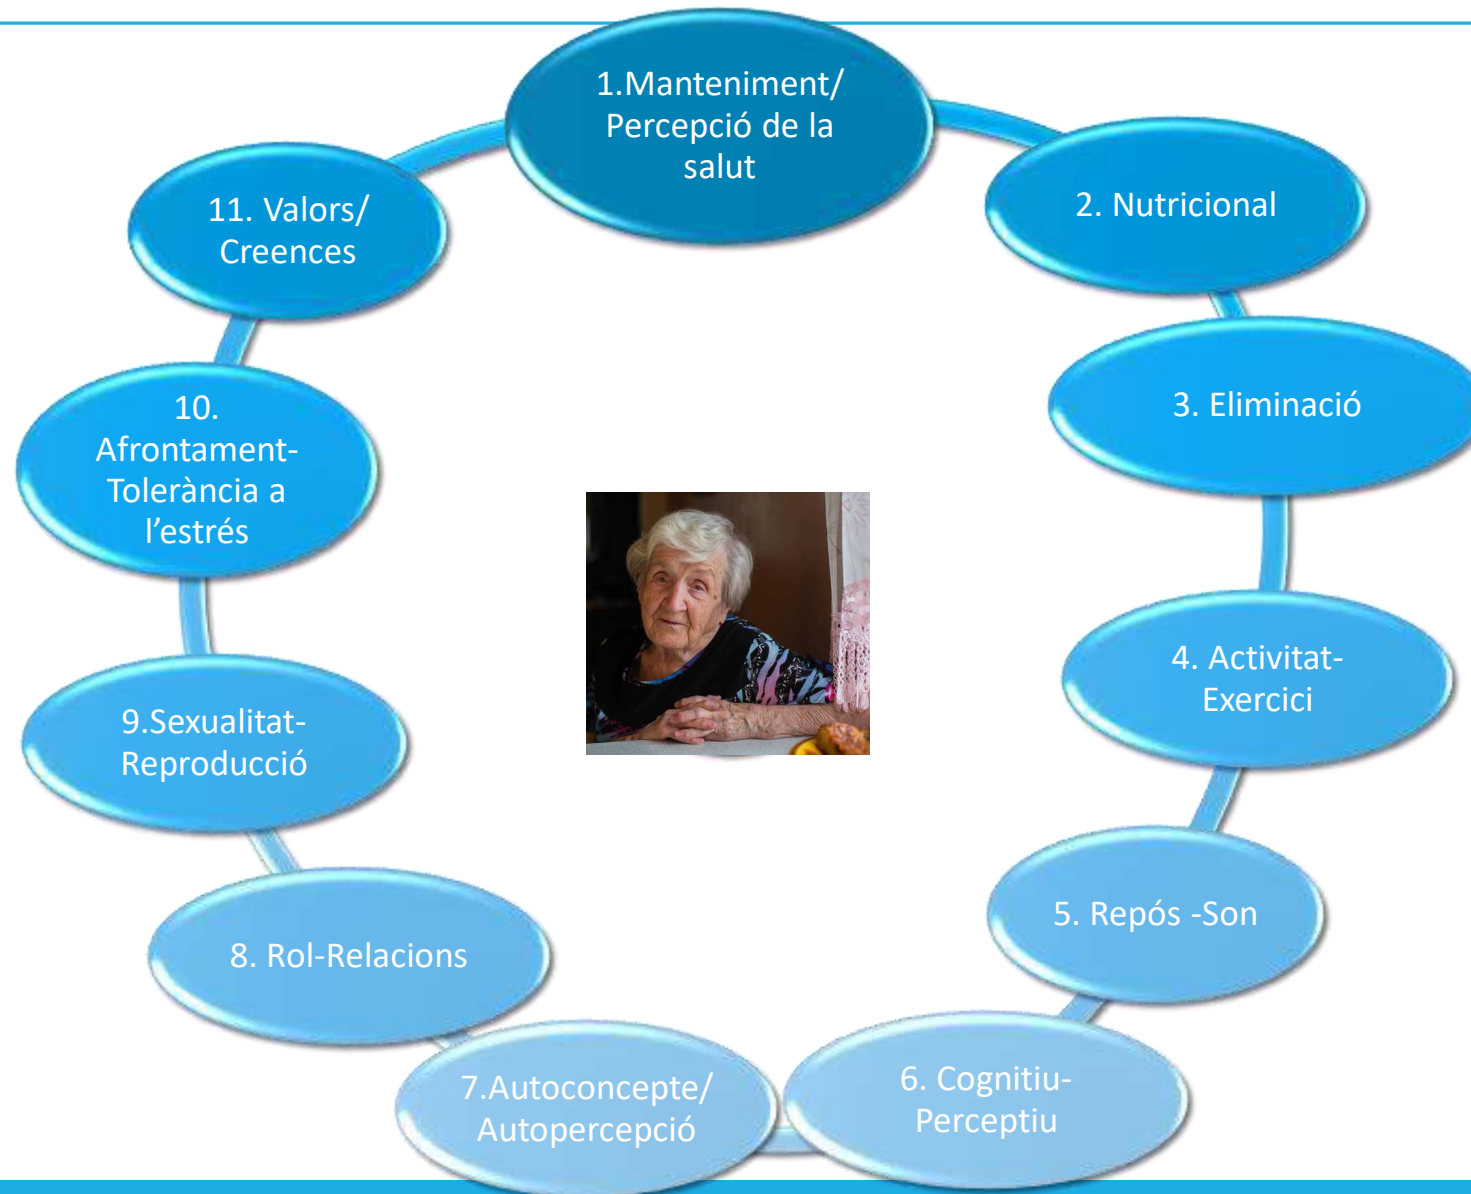 1.Manteniment/
Percepció de la
salut
2. Nutricional
3. Eliminació
4. Activitat-
Exercici
5. Repós -Son
6. Cognitiu-
Perceptiu
7.Autoconcepte/
Autopercepció
8. Rol-Relacions
9.Sexualitat-
Reproducció
10.
Afrontament-
Tolerància a
l’estrés
11. Valors/
Creences